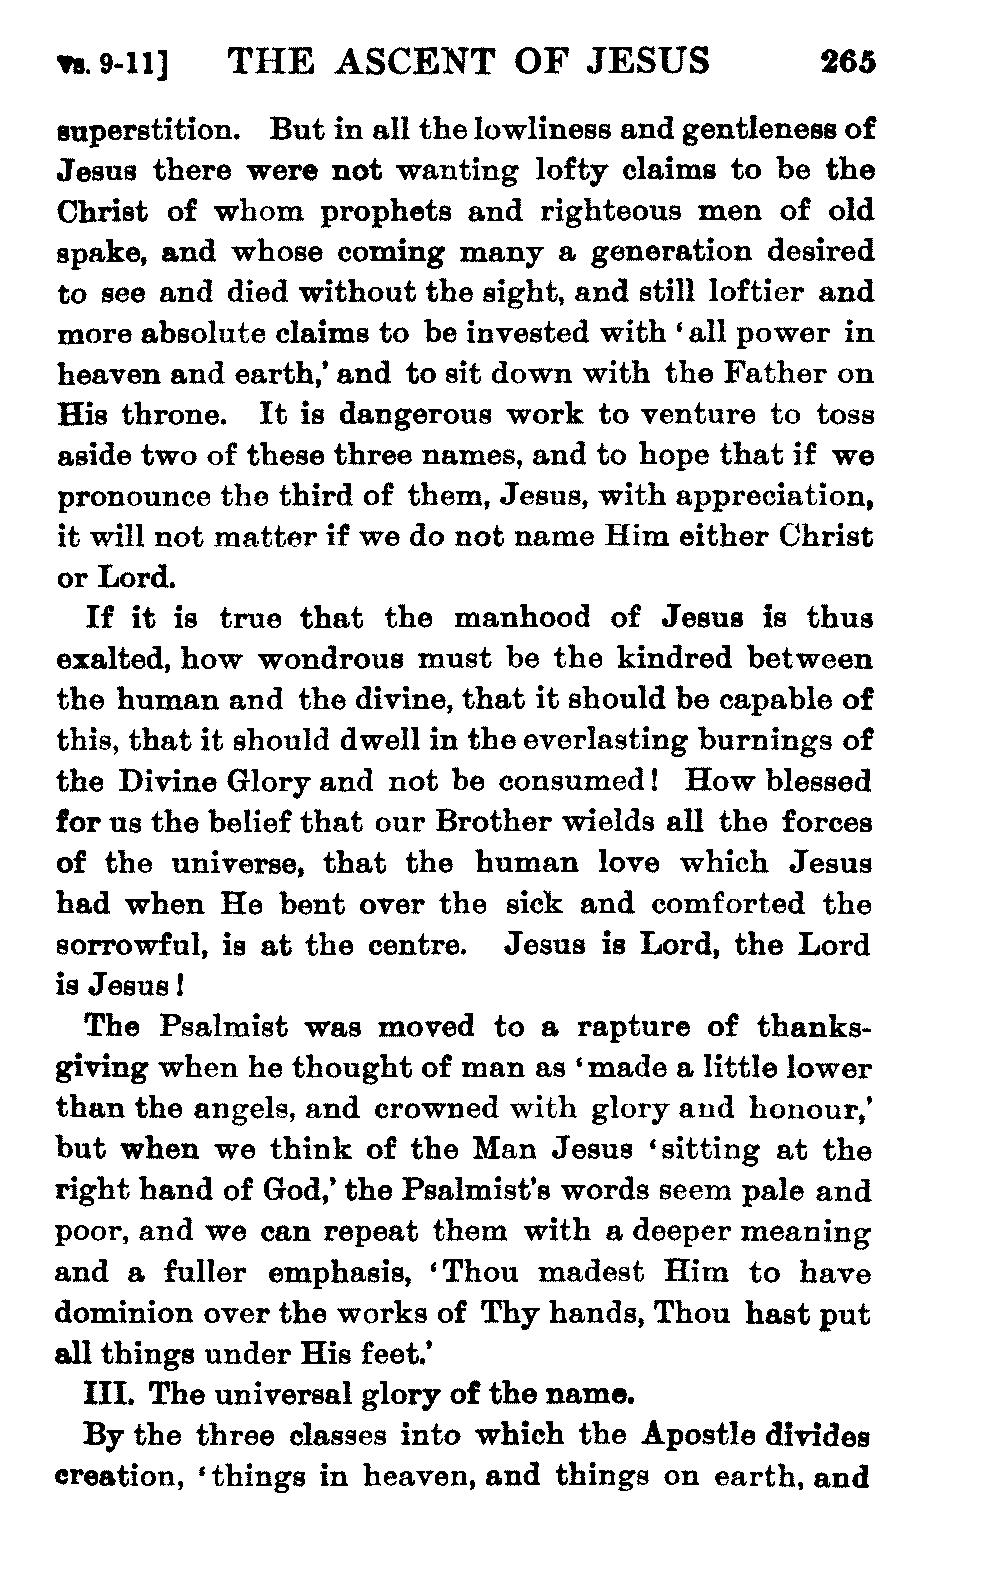 vs. 9-11] THE ASCENT OF JESUS 265
superstition. But in all the lowliness and gentleness of
Jesus there were not wanting lofty claims to be the
Christ of whom prophets and righteous men of old
spake, and whose coming many a generation desired
to see and died without the sight, and still loftier and
more absolute claims to be invested with ‘all power in
heaven and earth,’ and to sit down with the Father on
His throne. It is dangerous work to venture to toss
aside two of these three names, and to hope that if we
pronounce the third of them, Jesus, with appreciation,
it will not matter if we do not name Him either Christ
or Lord.
If it is true that the manhood of Jesus is thus
exalted, how wondrous must be the kindred between
the human and the divine, that it should be capable of
this, that it should dwell in the everlasting burnings of
the Divine Glory and not be consumed! How blessed
for us the belief that our Brother wields all the forces
of the universe, that the human love which Jesus
had when He bent over the sick and comforted the
sorrowful, is at the centre. Jesus is Lord, the Lord
is Jesus!
The Psalmist was moved to a rapture of thanks-
giving when he thought of man as ‘made a little lower
than the angels, and crowned with glory and honour,’
but when we think of the Man Jesus ‘sitting at the
right hand of God,’ the Psalmist’s words seem pale and
poor, and we can repeat them with a deeper meaning
and a fuller emphasis, ‘Thou madest Him to have
dominion over the works of Thy hands, Thou hast put
all things under His feet.’
III. The universal glory of the name.
By the three classes into which the Apostle divides
creation, ‘things in heaven, and things on earth, and